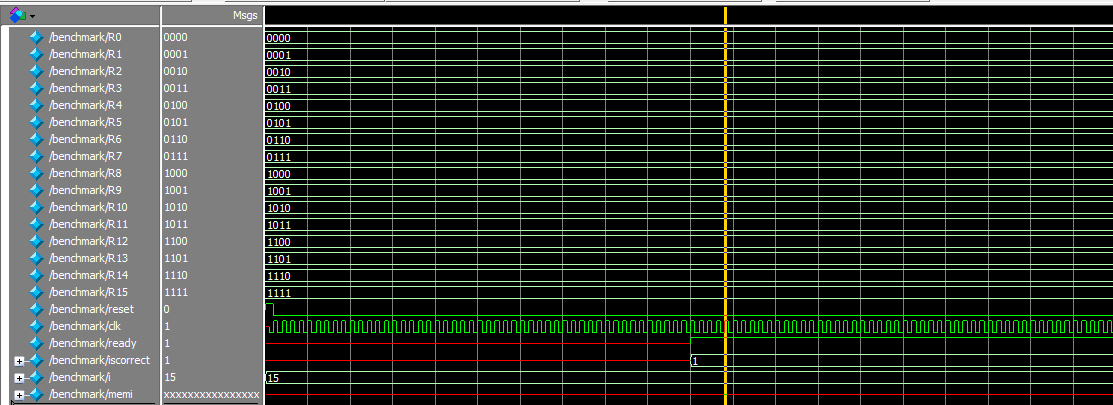 Msgs
/benchmark/R0 0000 0000
/benchmark/R1 0001 0001
/benchmark/R2 0010 0010
/benchmark/R3 0011 0011
/benchmark/R4 0100 0100
/benchmark/R5 0101 0101
/benchmark/R6 0110 0110
/benchmark/R7 0111 0111
/benchmark/R8 1000 1000
/benchmark/R9 1001 1001
/benchmark/R10 1010 1010
/benchmark/R11 1011 1011
/benchmark/R12 1100 1100
/benchmark/R13 1101 1101
/benchmark/R14 1110 1110
/benchmark/R15 1111 1111
/benchmark/reset 0
/benchmark/clk 1
/benchmark/ready 1
/benchmark/iscorrect 1 1
/benchmark/i 15 15
/benchmark/memi xxxxxxxxxxxxxxxx